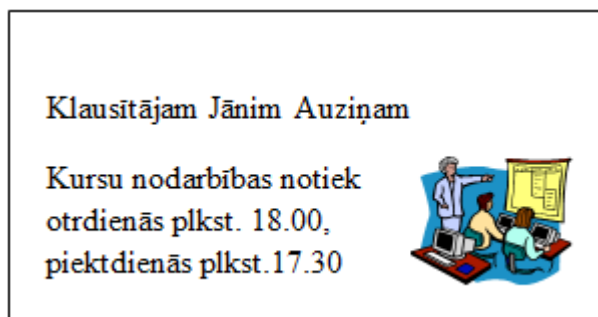 Klausītājam Jānim Auziņam
Kursu nodarbības notiek
otrdienās plkst. 18.00,
piektdienās plkst.17.30